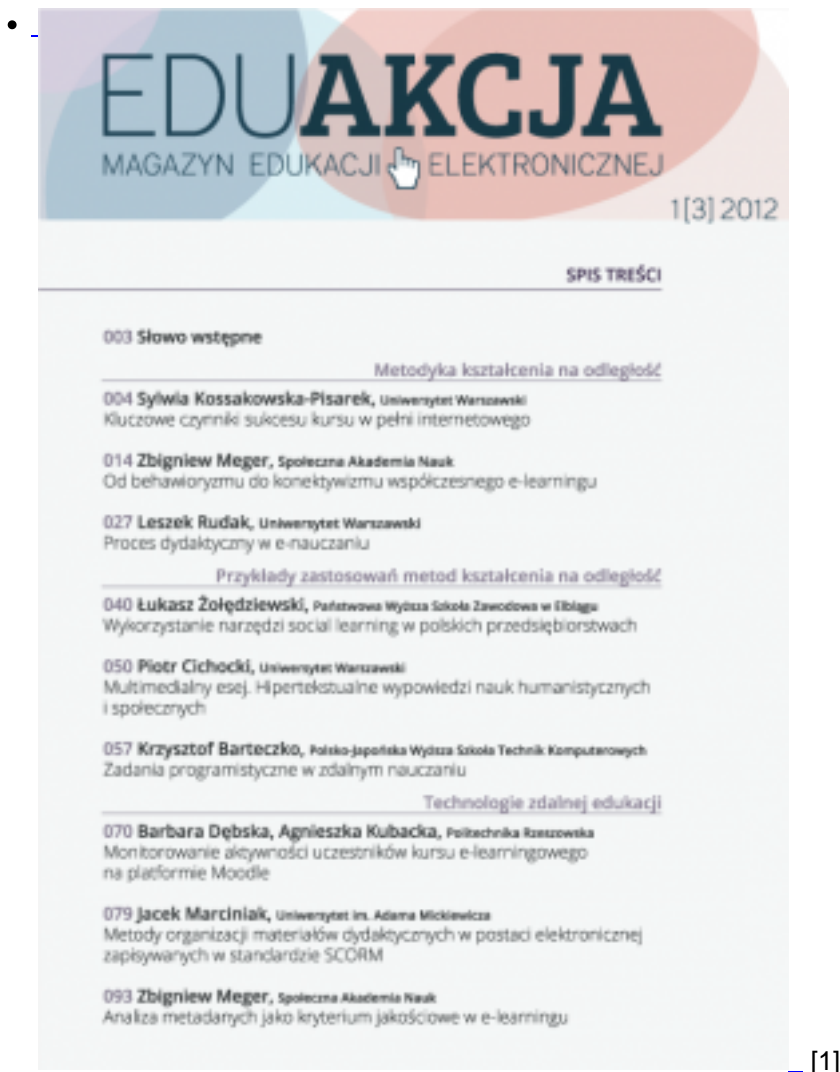 EDUAKCJA
MAGAZYN EDUKACJI ELEKTRONICZNEJ
1[3] 2012
SPIS TREŚCI
003 Słowo wstępne
Metodyka kształcenia na odległość
004 Sylwia Kossakowska-Pisarek, Uniwersytet Warszawski
Kluczowe czynniki sukcesu kursu w pełni internetowego
014 Zbigniew Meger, Społeczna Akademia Nauk
Od behawioryzmu do konektywizmu współczesnego e-learningu
027 Leszek Rudak, Uniwersytet Warszawski
Proces dydaktyczny w e-nauczaniu
Przykłady zastosowań metod kształcenia na odległość
040 Łukasz Żołędziewski, Państwowa Wyższa Szkoła Zawodowa w Elblągu
Wykorzystanie narzędzi social learning w polskich przedsiębiorstwach
050 Piotr Cichocki, Uniwersytet Warszawski
Multimedialny esej. Hipertekstualne wypowiedzi nauk humanistycznych
i społecznych
057 Krzysztof Barteczko, Polsko-Japońska Wyższa Szkoła Technik Komputerowych
Zadania programistyczne w zdalnym nauczaniu
Technologie zdalnej edukacji
070 Barbara Dębska, Agnieszka Kubacka, Politechnika Rzeszowska
Monitorowanie aktywności uczestników kursu e-learningowego
na platformie Moodle
079 Jacek Marciniak, Uniwersytet im. Adama Mickiewicza
Metody organizacji materiałów dydaktycznych w postaci elektronicznej
zapisywanych w standardzie SCORM
093 Zbigniew Meger, Społeczna Akademia Nauk
Analiza metadanych jako kryterium jakościowe w e-learningu
[1]